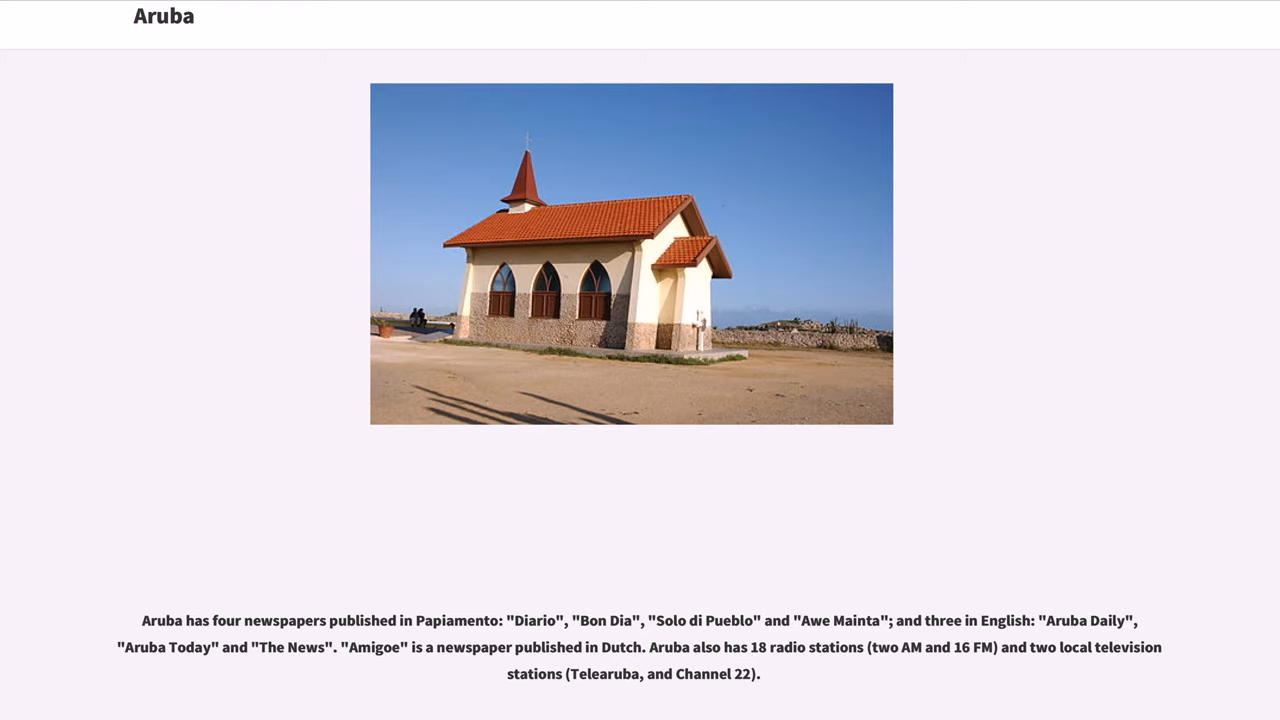 Aruba
Aruba has four newspapers published in Papiamento: "Diario", "Bon Dia", "Solo di Pueblo" and "Awe Mainta"; and three in English: "Aruba Daily",
"Aruba Today" and "The News". "Amigoe" is a newspaper published in Dutch. Aruba also has 18 radio stations (two AM and 16 FM) and two local television
stations (Telearuba, and Channel 22).